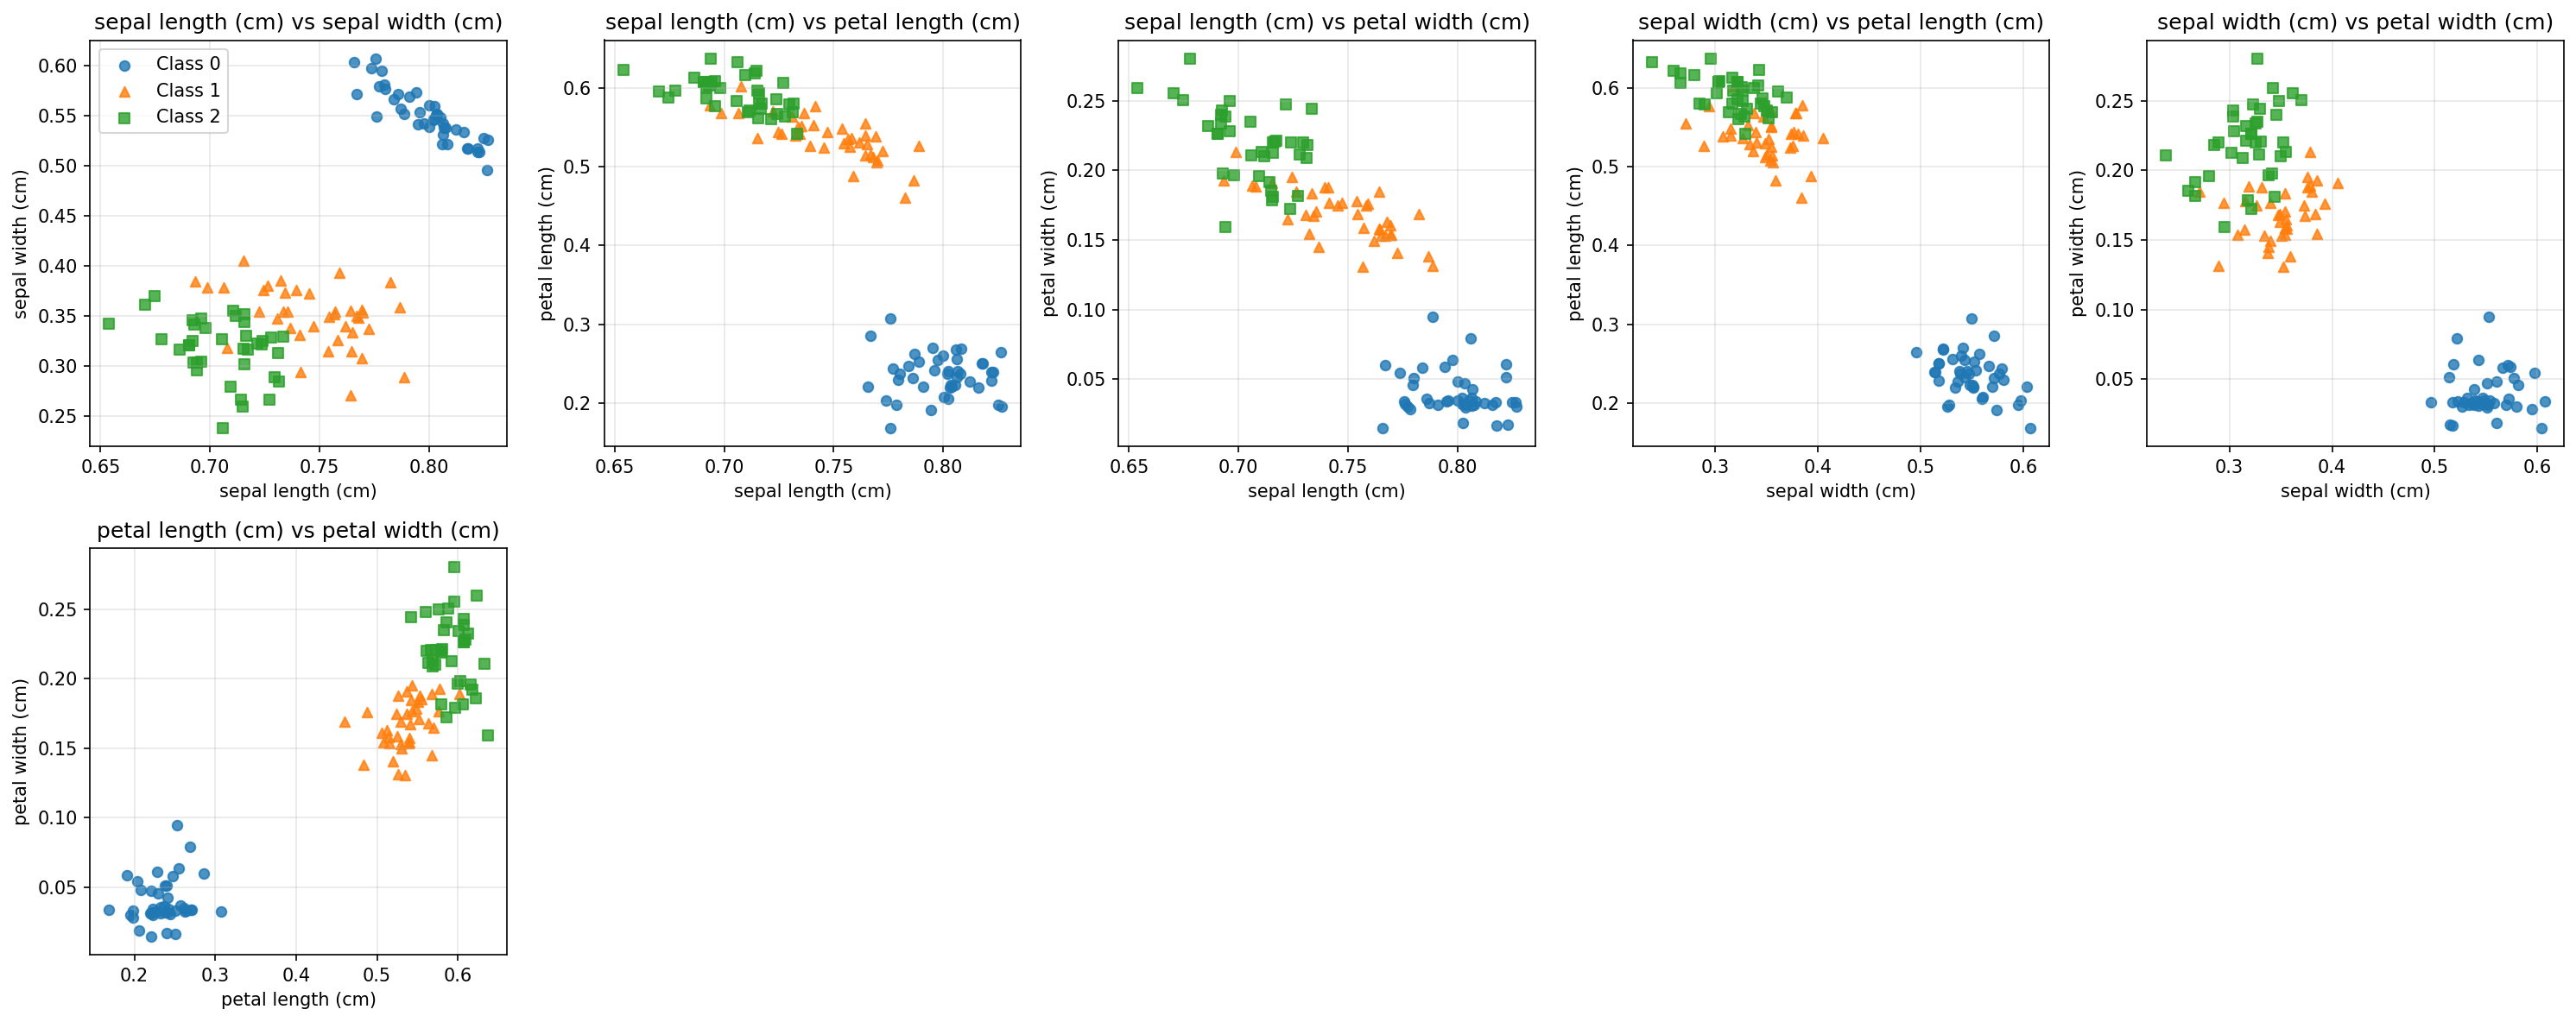 sepal length (cm) vs sepal width (cm)
sepal width (cm)
0.60
0.55
0.50
0.45
0.40
0.35
0.30
0.25
Class 0
Class 1
Class 2
0.65 0.70 0.75 0.80
sepal length (cm)
sepal length (cm) vs petal length (cm)
petal length (cm)
0.6
0.5
0.4
0.3
0.2
0.65 0.70 0.75 0.80
sepal length (cm)
sepal length (cm) vs petal width (cm)
petal width (cm)
0.25
0.20
0.15
0.10
0.05
0.65 0.70 0.75 0.80
sepal length (cm)
sepal width (cm) vs petal length (cm)
petal length (cm)
0.6
0.5
0.4
0.3
0.2
0.3 0.4 0.5 0.6
sepal width (cm)
sepal width (cm) vs petal width (cm)
petal width (cm)
0.25
0.20
0.15
0.10
0.05
0.3 0.4 0.5 0.6
sepal width (cm)
petal length (cm) vs petal width (cm)
petal width (cm)
0.25
0.20
0.15
0.10
0.05
0.2 0.3 0.4 0.5 0.6
petal length (cm)